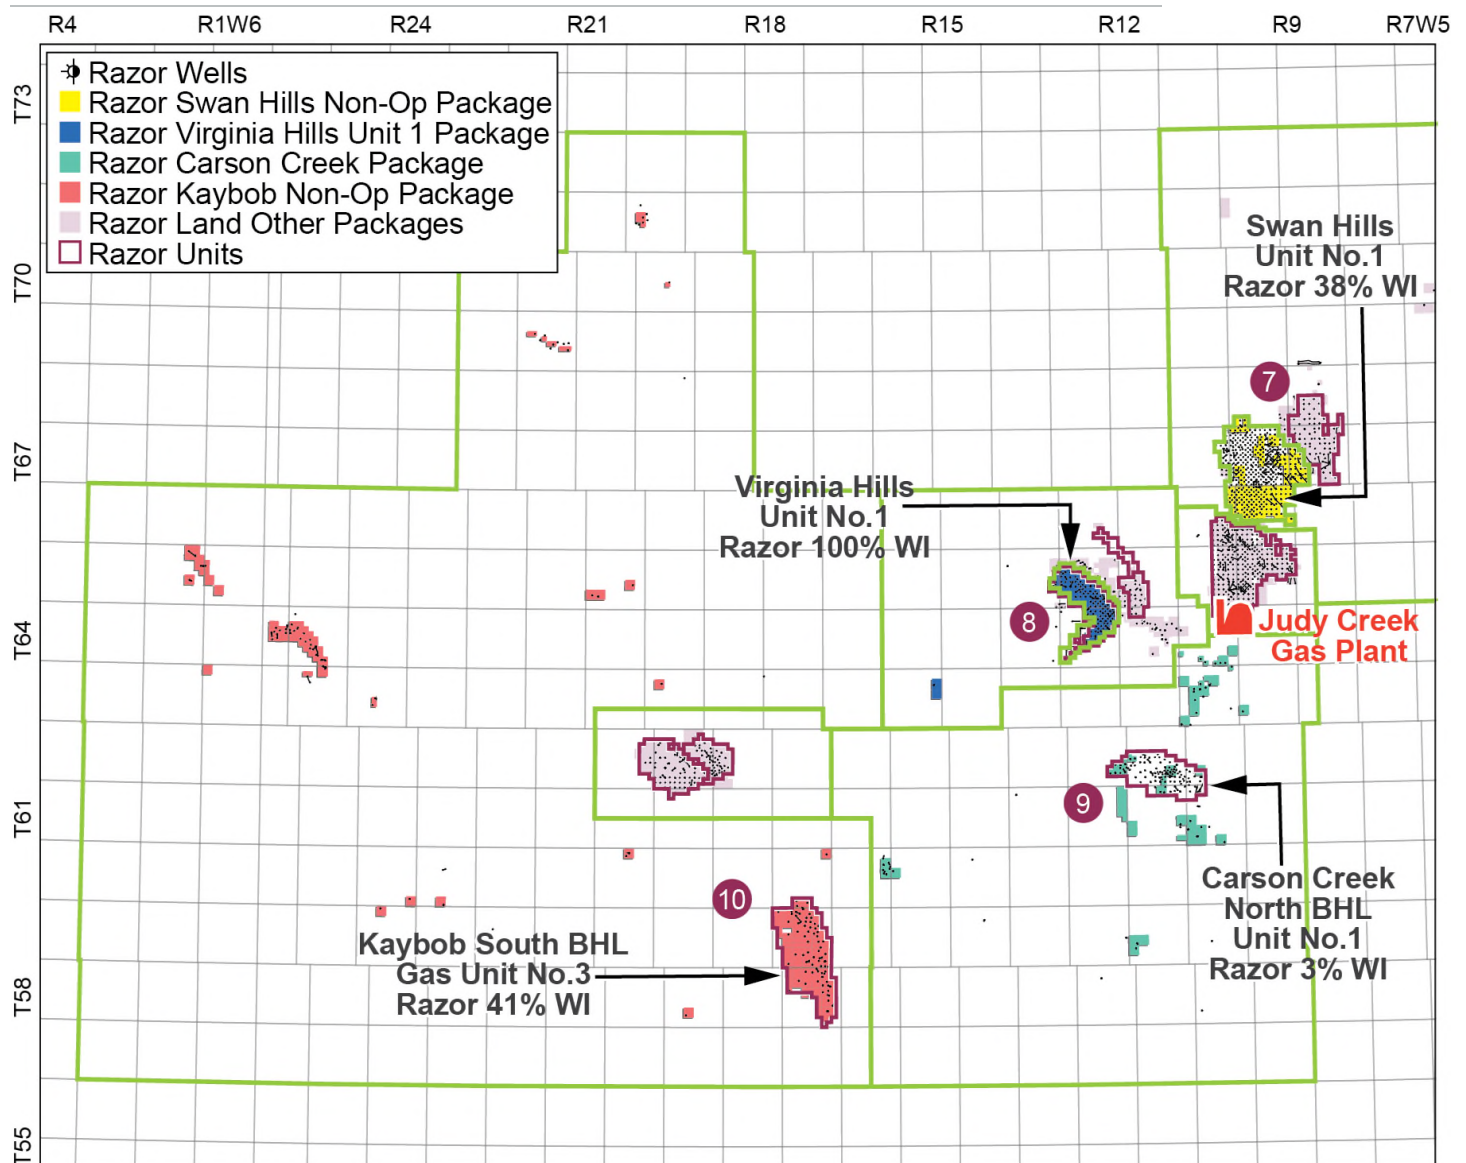 R4 R1W6 R24 R21 R18 R15 R12 R9 R7W5
Razor Wells
Razor Swan Hills Non-Op Package
Razor Virginia Hills Unit 1 Package
Razor Carson Creek Package
Razor Kaybob Non-Op Package
Razor Land Other Packages
Razor Units
T73
T70
T67
T64
T61
T58
T55
Swan Hills
Unit No.1
Razor 38% WI
7
Virginia Hills
Unit No.1
Razor 100% WI
8
Judy Creek
Gas Plant
9
Carson Creek
North BHL
Unit No.1
Razor 3% WI
10
Kaybob South BHL
Gas Unit No.3
Razor 41% WI